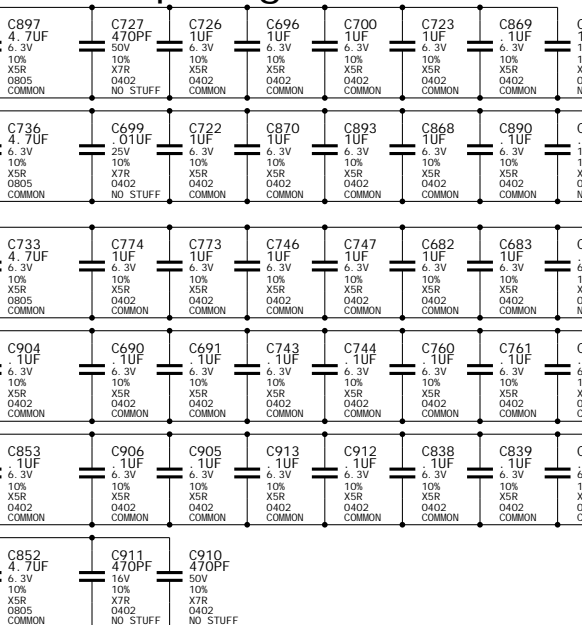 C897
4.7UF
6.3V
10%
X5R
0805
COMMON
C727
470PF
50V
10%
X7R
0402
NO STUFF
C726
1UF
6.3V
10%
X5R
0402
COMMON
C696
1UF
6.3V
10%
X5R
0402
COMMON
C700
1UF
6.3V
10%
X5R
0402
COMMON
C723
1UF
6.3V
10%
X5R
0402
COMMON
C869
.1UF
6.3V
10%
X5R
0402
COMMON
C736
4.7UF
6.3V
10%
X5R
0805
COMMON
C699
.01UF
25V
10%
X7R
0402
NO STUFF
C722
1UF
6.3V
10%
X5R
0402
COMMON
C870
1UF
6.3V
10%
X5R
0402
COMMON
C893
1UF
6.3V
10%
X5R
0402
COMMON
C868
1UF
6.3V
10%
X5R
0402
COMMON
C890
.1UF
6.3V
10%
X5R
0402
COMMON
C733
4.7UF
6.3V
10%
X5R
0805
COMMON
C774
1UF
6.3V
10%
X5R
0402
COMMON
C773
1UF
6.3V
10%
X5R
0402
COMMON
C746
1UF
6.3V
10%
X5R
0402
COMMON
C747
1UF
6.3V
10%
X5R
0402
COMMON
C682
1UF
6.3V
10%
X5R
0402
COMMON
C683
1UF
6.3V
10%
X5R
0402
COMMON
C904
.1UF
6.3V
10%
X5R
0402
COMMON
C690
.1UF
6.3V
10%
X5R
0402
COMMON
C691
.1UF
6.3V
10%
X5R
0402
COMMON
C743
.1UF
6.3V
10%
X5R
0402
COMMON
C744
.1UF
6.3V
10%
X5R
0402
COMMON
C760
.1UF
6.3V
10%
X5R
0402
COMMON
C761
.1UF
6.3V
10%
X5R
0402
COMMON
C853
.1UF
6.3V
10%
X5R
0402
COMMON
C906
.1UF
6.3V
10%
X5R
0402
COMMON
C905
.1UF
6.3V
10%
X5R
0402
COMMON
C913
.1UF
6.3V
10%
X5R
0402
COMMON
C912
.1UF
6.3V
10%
X5R
0402
COMMON
C838
.1UF
6.3V
10%
X5R
0402
COMMON
C839
.1UF
6.3V
10%
X5R
0402
COMMON
C852
4.7UF
6.3V
10%
X5R
0805
COMMON
C911
470PF
16V
10%
X7R
0402
NO STUFF
C910
470PF
50V
10%
X7R
0402
NO STUFF